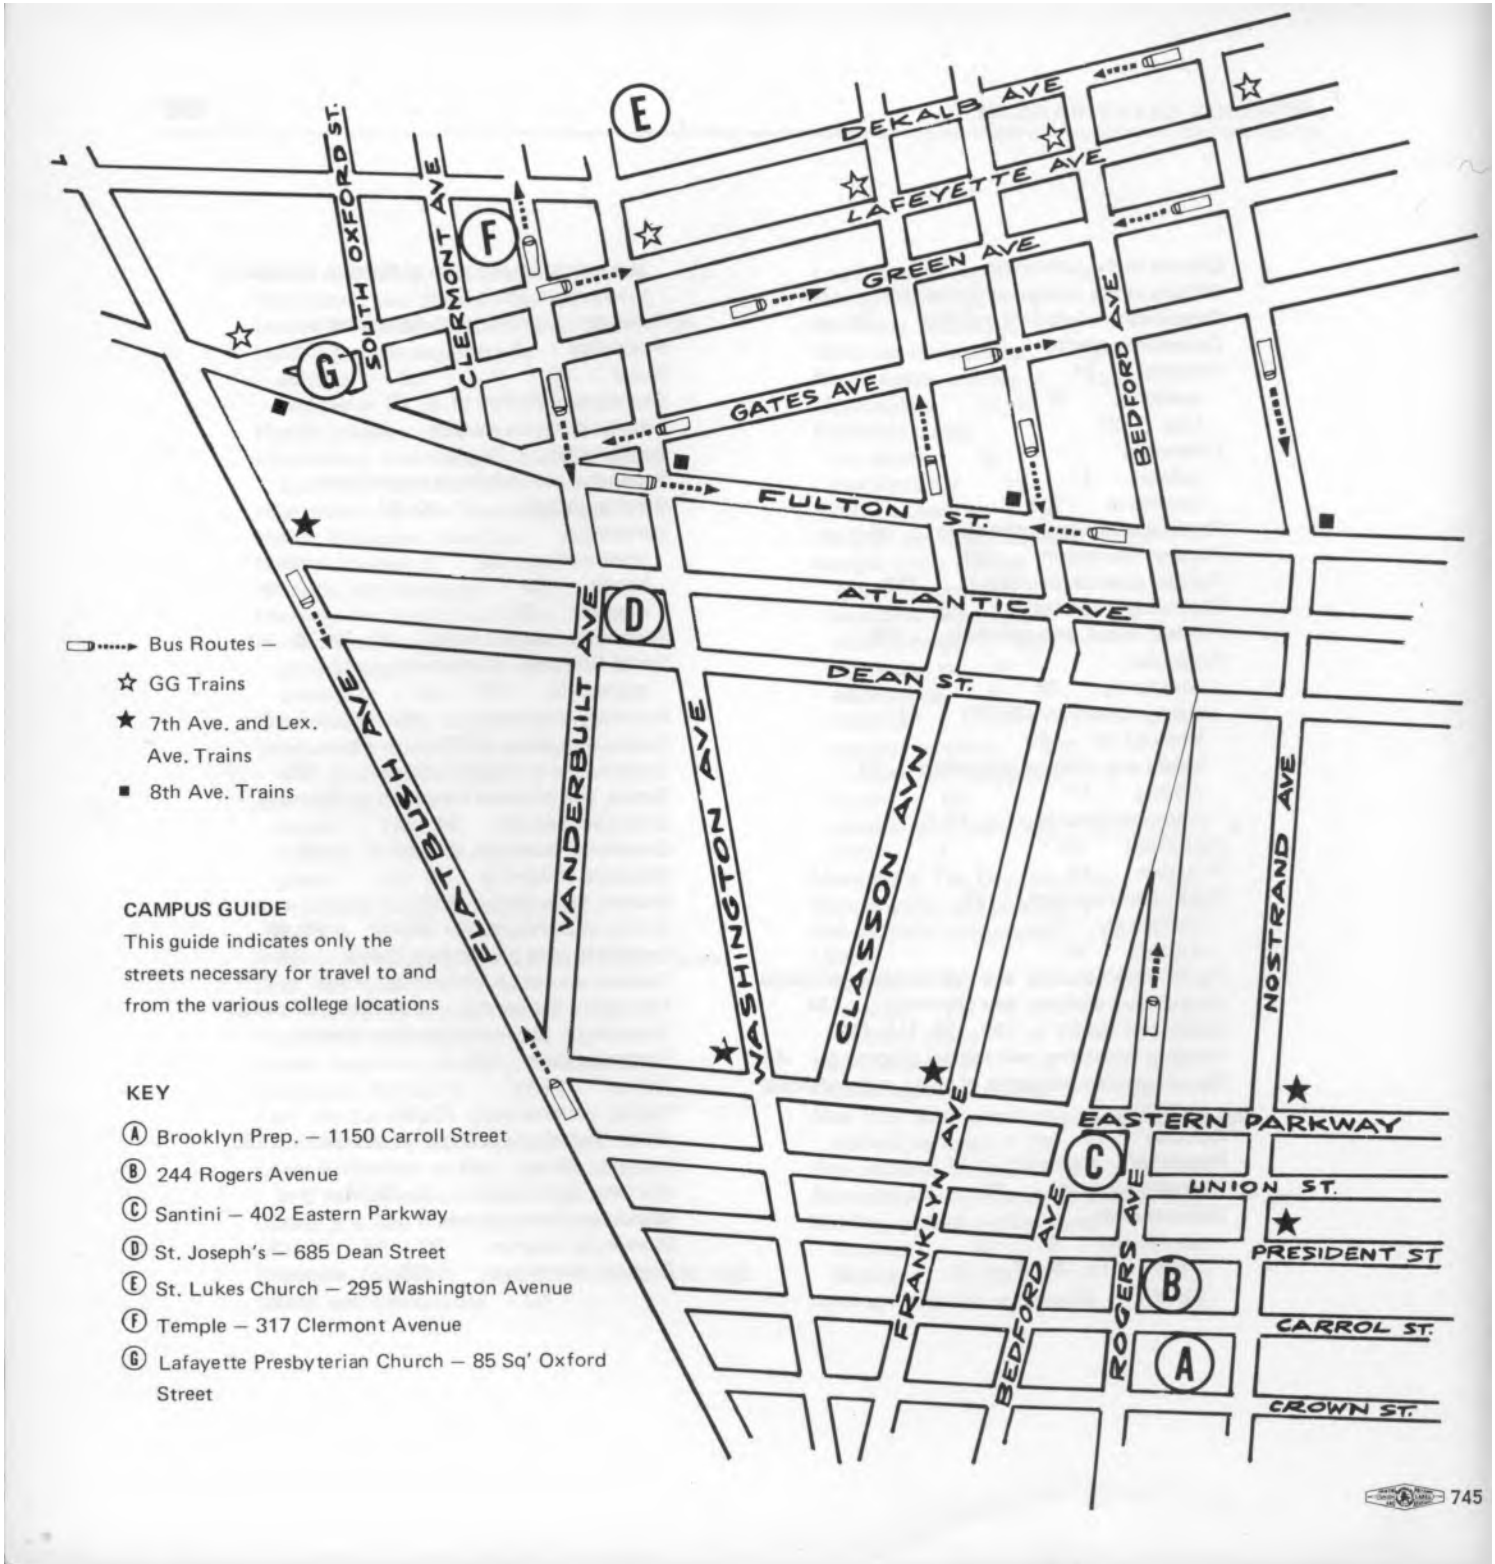 E
DEKALB AVE
SOUTH OXFORD ST.
CLERMONT AVE
LAFEYETTE AVE
F
GREEN AVE
G
BEDFORD AVE
GATES AVE
FULTON ST.
ATLANTIC AVE
D
DEAN ST.
Bus Routes —
GG Trains
7th Ave. and Lex.
Ave. Trains
8th Ave. Trains
FLATBUSH AVE
VANDERBUILT AVE
WASHINGTON AVE
CLASSON AVN
NOSTRAND AVE
CAMPUS GUIDE
This guide indicates only the
streets necessary for travel to and
from the various college locations
EASTERN PARKWAY
C
UNION ST.
FRANKLYN AVE
BEDFORD AVE
ROGERS AVE
PRESIDENT ST
B
CARROL ST.
A
CROWN ST.
KEY
A Brooklyn Prep. — 1150 Carroll Street
B 244 Rogers Avenue
C Santini — 402 Eastern Parkway
D St. Joseph's — 685 Dean Street
E St. Lukes Church — 295 Washington Avenue
F Temple — 317 Clermont Avenue
G Lafayette Presbyterian Church — 85 Sq' Oxford
Street
745